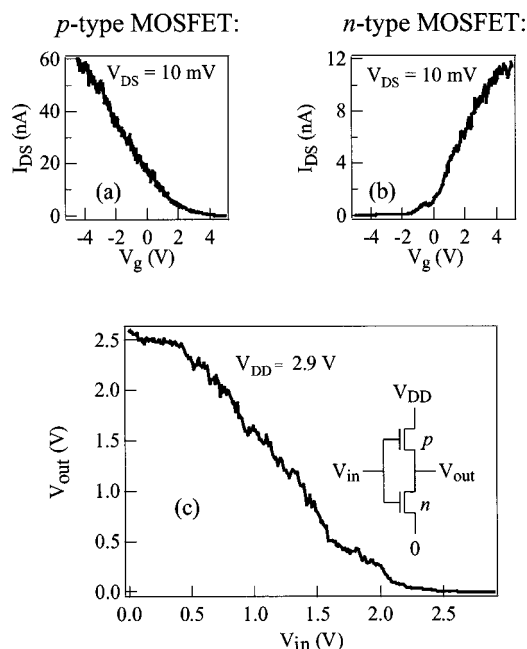 p-type MOSFET:
n-type MOSFET:
60
40
20
0
I_DS (nA)
V_DS = 10 mV
(a)
-4 -2 0 2 4
V_g (V)
12
8
4
0
I_DS (nA)
V_DS = 10 mV
(b)
-4 -2 0 2 4
V_g (V)
2.5
2.0
1.5
1.0
0.5
0.0
V_out (V)
V_DD = 2.9 V
(c)
V_DD
p
V_in
V_out
n
0
0.0 0.5 1.0 1.5 2.0 2.5
V_in (V)